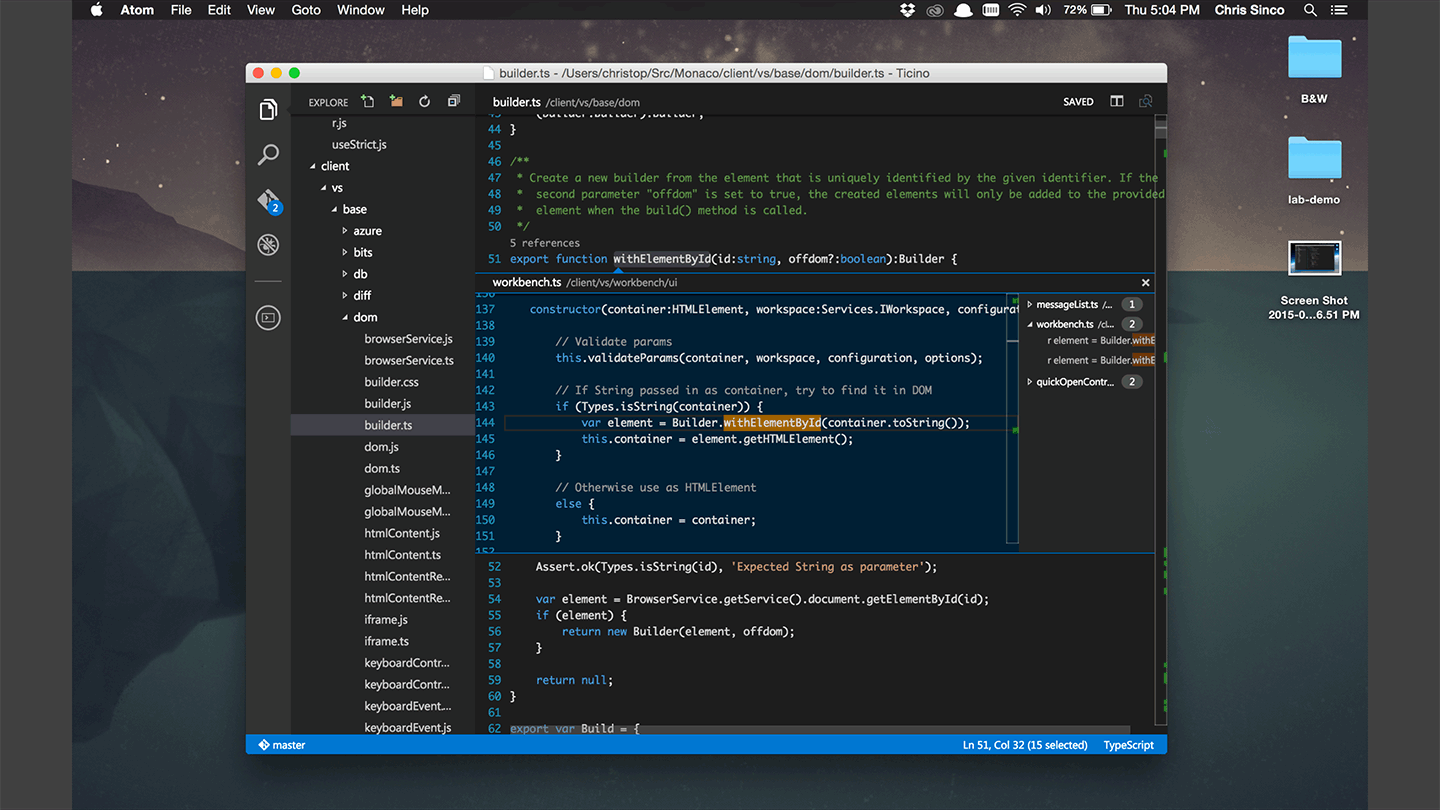 Atom File Edit View Goto Window Help 72% Thu 5:04 PM Chris Sinco
builder.ts - /Users/christop/Src/Monaco/client/vs/base/dom/builder.ts - Ticino
EXPLORE
r.js
useStrict.js
client
vs
base
azure
bits
db
diff
dom
browserService.js
browserService.ts
builder.css
builder.js
builder.ts
dom.js
dom.ts
globalMouseM...
globalMouseM...
htmlContent.js
htmlContent.ts
htmlContentRe...
htmlContentRe...
iframe.js
iframe.ts
keyboardContr...
keyboardContr...
keyboardEvent....
keyboardEvent.js
2
builder.ts /client/vs/base/dom SAVED
44 }
45
46 /**
47 * Create a new builder from the element that is uniquely identified by the given identifier. If the
48 * second parameter "offdom" is set to true, the created elements will only be added to the provided
49 * element when the build() method is called.
50 */
5 references
51 export function withElementById(id:string, offdom?:boolean):Builder {
workbench.ts /client/vs/workbench/ui
137 constructor(container:HTMLElement, workspace:Services.IWorkspace, configurat
138
139 // Validate params
140 this.validateParams(container, workspace, configuration, options);
141
142 // If String passed in as container, try to find it in DOM
143 if (Types.isString(container)) {
144 var element = Builder.withElementById(container.toString());
145 this.container = element.getHTMLElement();
146 }
147
148 // Otherwise use as HTMLElement
149 else {
150 this.container = container;
151 }
messageList.ts /... 1
workbench.ts /cl... 2
r element = Builder.withE
r element = Builder.withE
quickOpenContr... 2
52 Assert.ok(Types.isString(id), 'Expected String as parameter');
53
54 var element = BrowserService.getService().document.getElementById(id);
55 if (element) {
56 return new Builder(element, offdom);
57 }
58
59 return null;
60 }
61
62 export var Build = {
master Ln 51, Col 32 (15 selected) TypeScript
B&W
lab-demo
Screen Shot
2015-0...6.51 PM